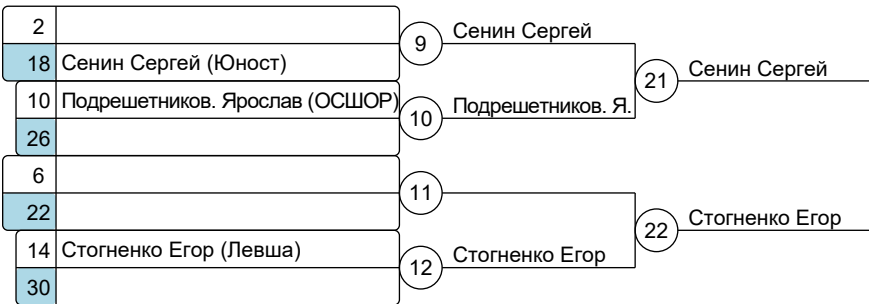 2
9 Сенин Сергей
18 Сенин Сергей (Юност)
21 Сенин Сергей
10 Подрешетников. Ярослав (ОСШОР)
10 Подрешетников. Я.
26
6
11
22
22 Стогненко Егор
14 Стогненко Егор (Левша)
12 Стогненко Егор
30